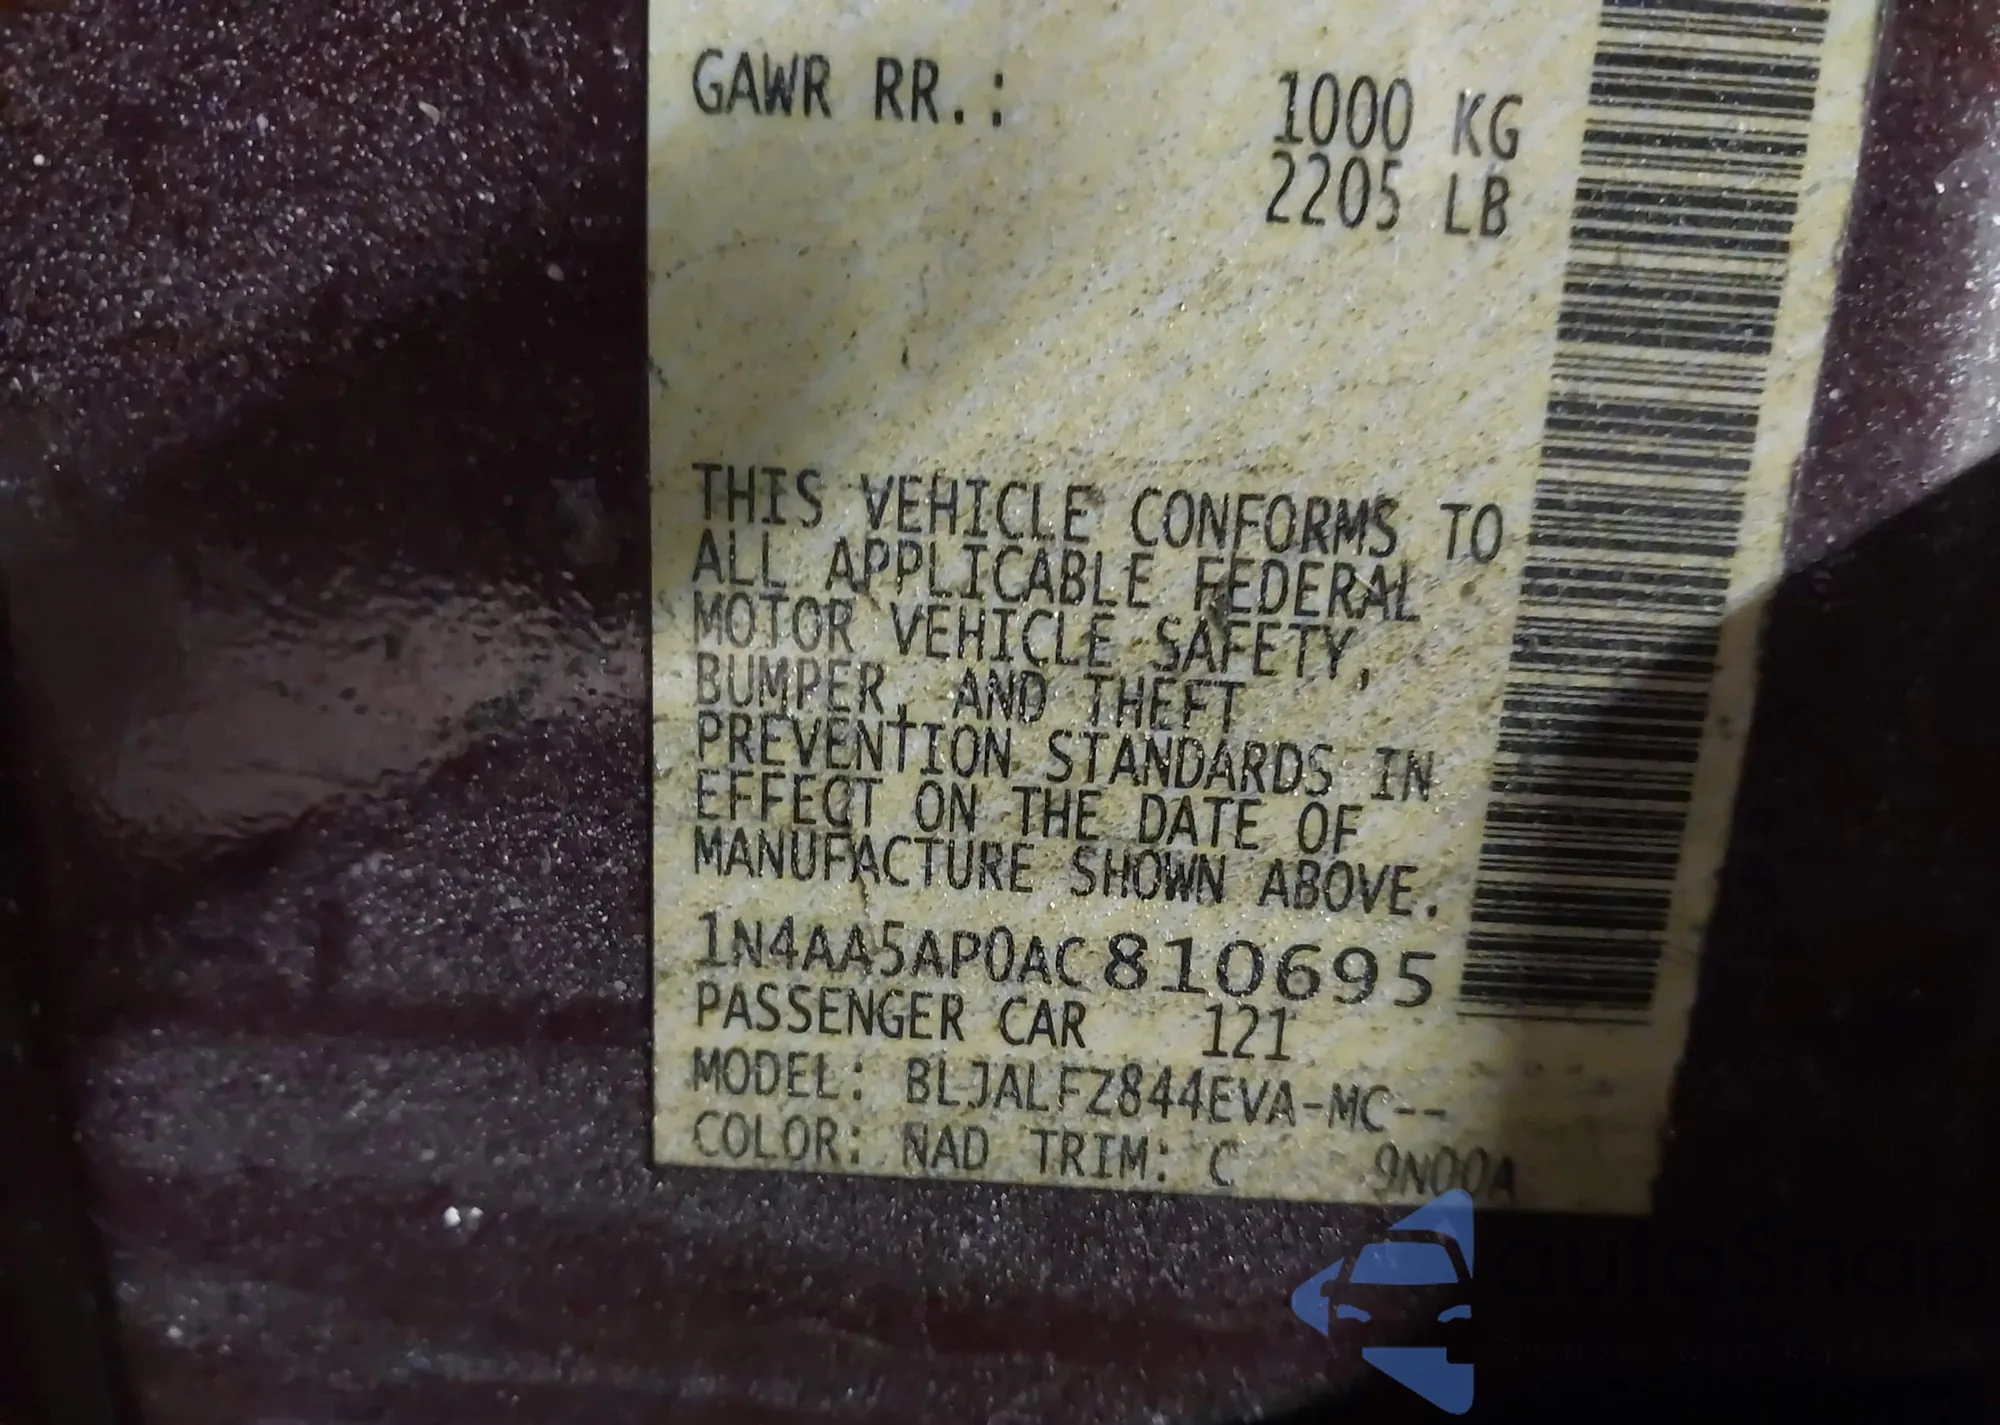 GAWR RR.: 1000 KG
2205 LB
THIS VEHICLE CONFORMS TO
ALL APPLICABLE FEDERAL
MOTOR VEHICLE SAFETY,
BUMPER, AND THEFT
PREVENTION STANDARDS IN
EFFECT ON THE DATE OF
MANUFACTURE SHOWN ABOVE.
1N4AA5AP0AC810695
PASSENGER CAR 121
MODEL: BLJALFZ844EVA-MC--
COLOR: NAD TRIM: C 9N00A
autoSnap